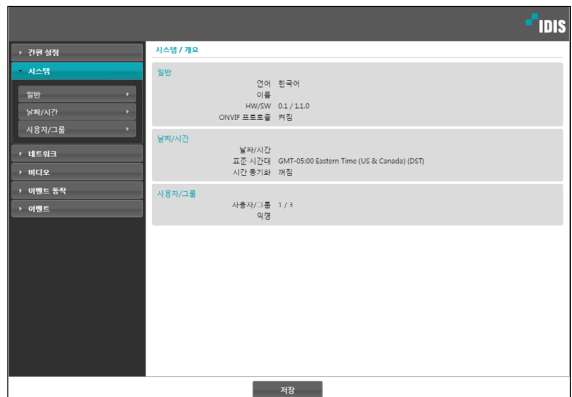 IDIS
간편 설정
시스템
일반
날짜/시간
사용자/그룹
네트워크
비디오
이벤트 동작
이벤트
시스템 / 개요
일반
언어 한국어
이름
HW/SW 0.1 / 1.1.0
ONVIF 프로토콜 켜짐
날짜/시간
날짜/시간
표준 시간대 GMT-05:00 Eastern Time (US & Canada) (DST)
시간 동기화 꺼짐
사용자/그룹
사용자/그룹 1 / 3
익명
저장